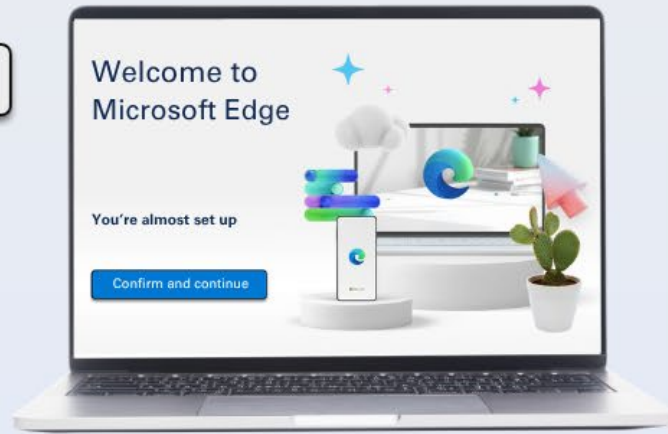 Welcome to
Microsoft Edge
You're almost set up
Confirm and continue